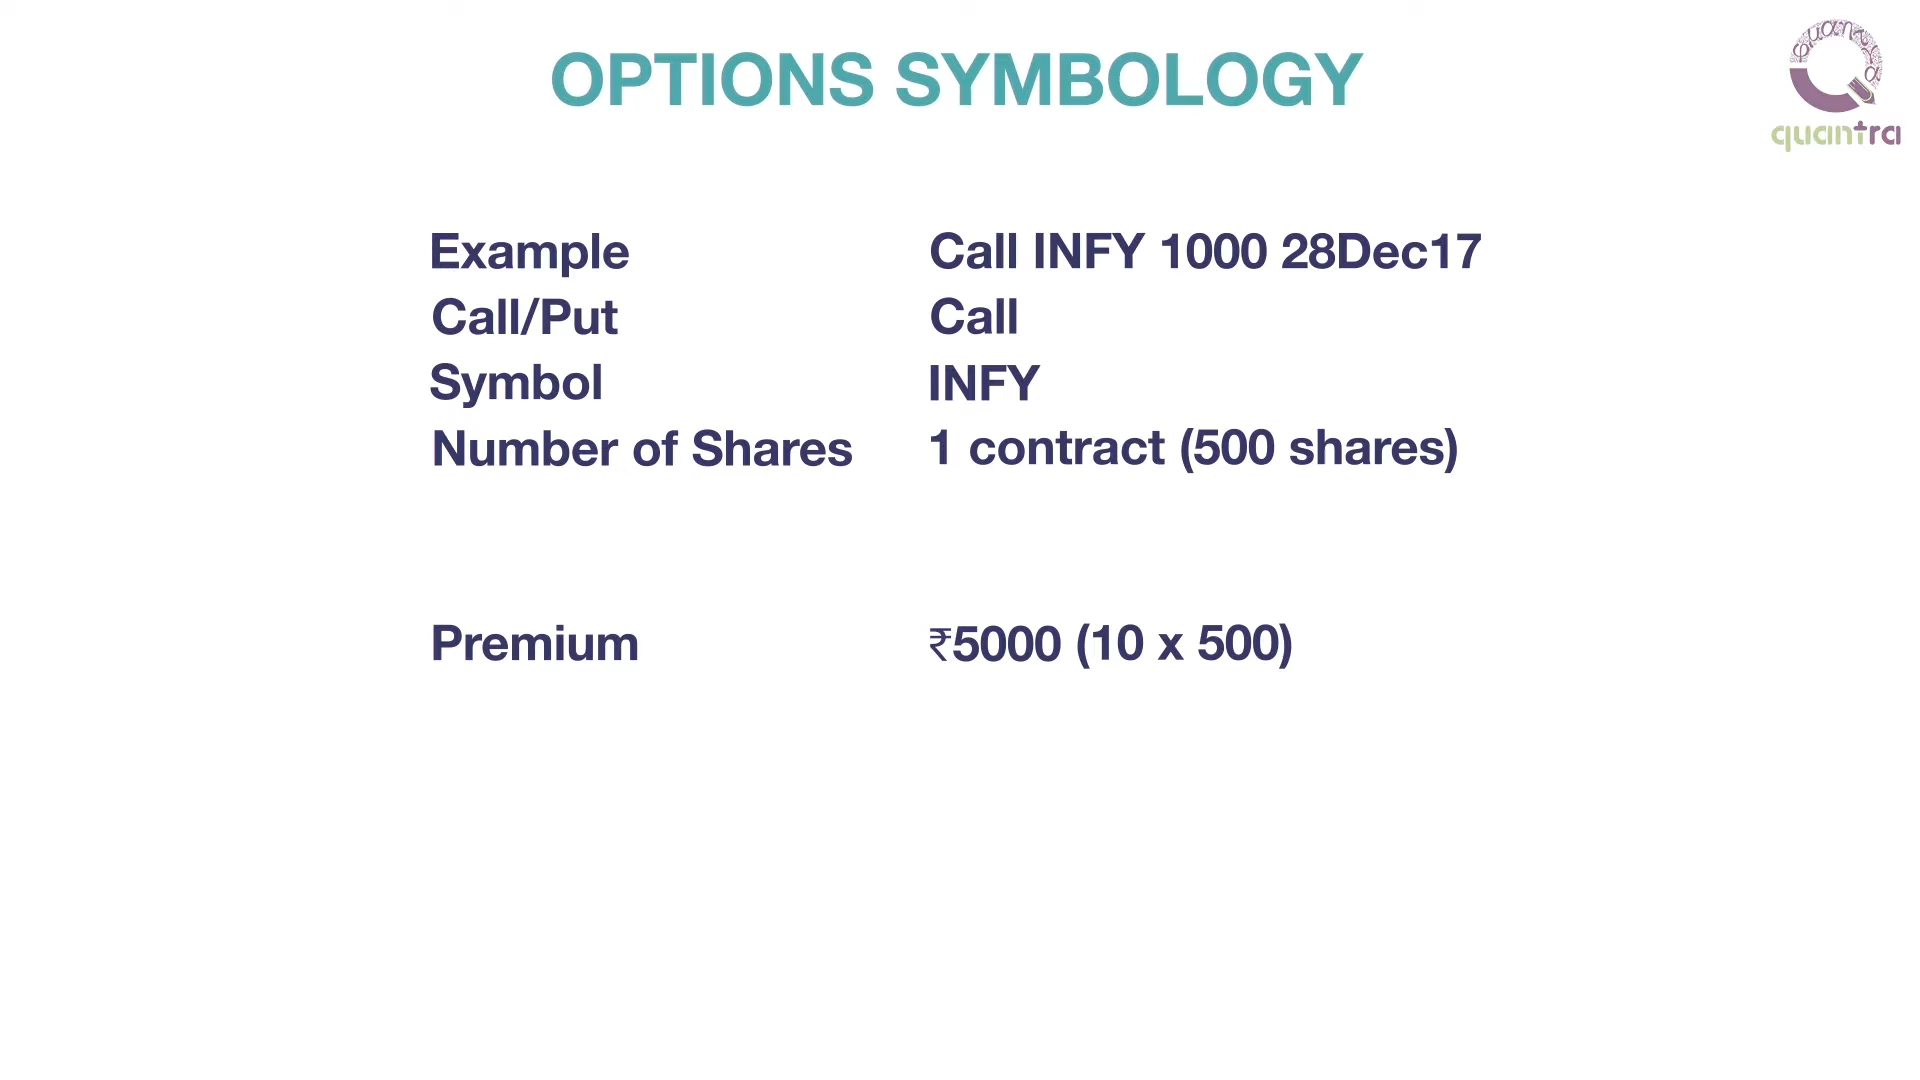 OPTIONS SYMBOLOGY
quantra
Example Call INFY 1000 28Dec17
Call/Put Call
Symbol INFY
Number of Shares 1 contract (500 shares)
Premium ₹5000 (10 x 500)